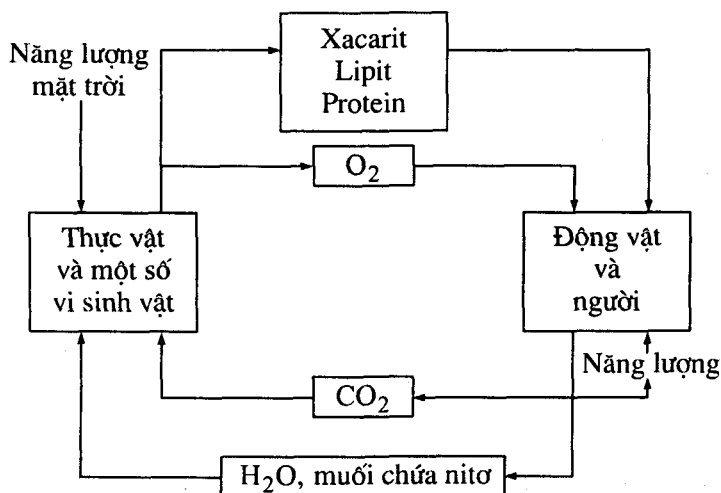 Năng lượng
mặt trời
Xacarit
Lipit
Protein
O₂
Thực vật
và một số
vi sinh vật
Động vật
và
người
Năng lượng
CO₂
H₂O, muối chứa nitơ